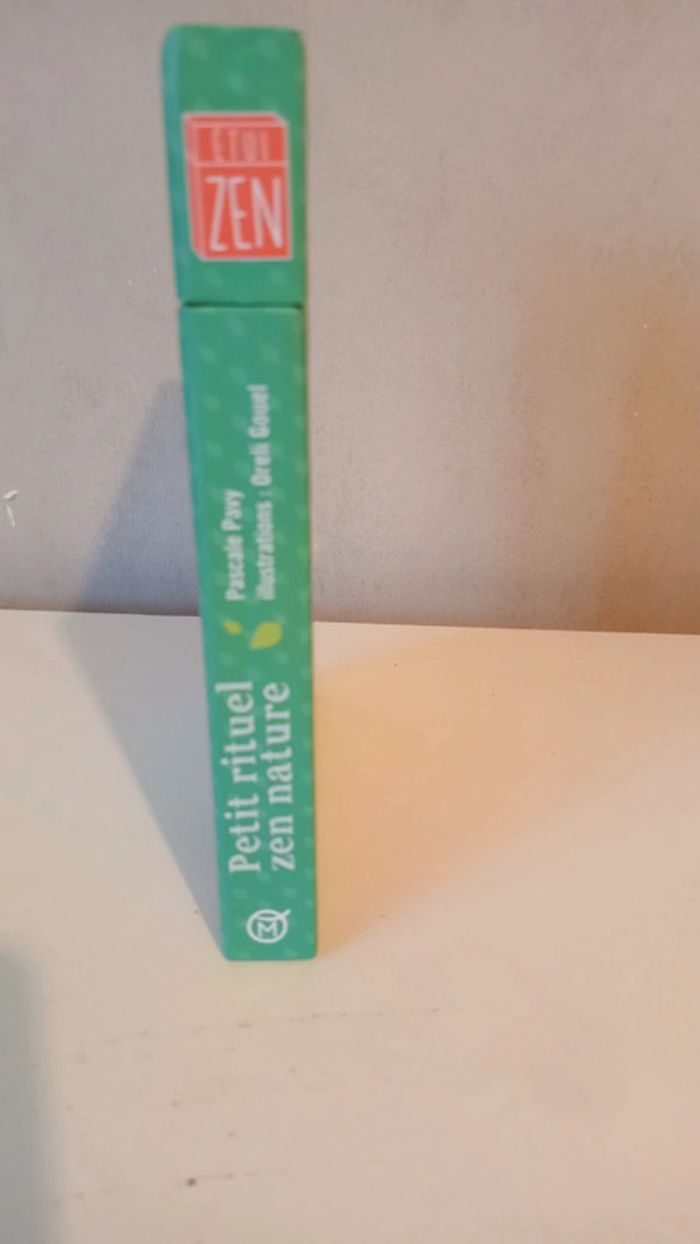 ÉTUI
ZEN
Pascale Pavy
illustrations : Oreli Gouel
Petit rituel
zen nature